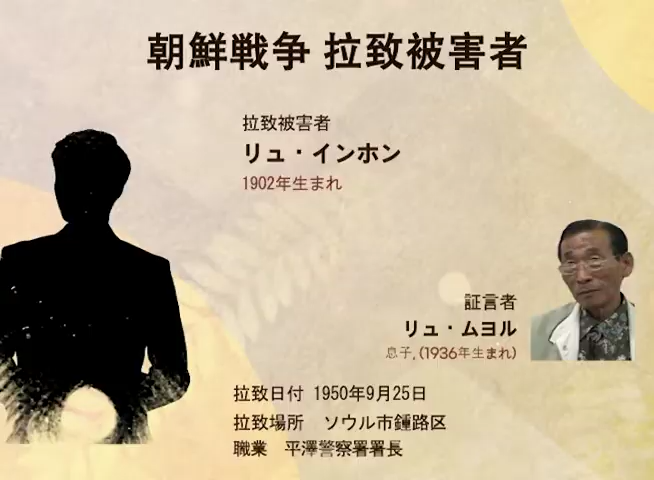 朝鮮戦争 拉致被害者
拉致被害者
リュ・インホン
1902年生まれ
証言者
リュ・ムヨル
息子, (1936年生まれ)
拉致日付 1950年9月25日
拉致場所　ソウル市鍾路区
職業　平澤警察署署長